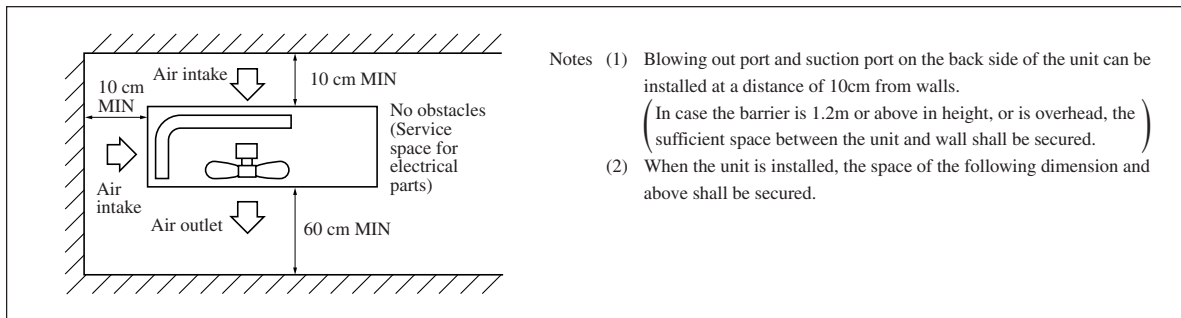 Air intake
10 cm MIN
10 cm
MIN
No obstacles
(Service
space for
electrical
parts)
Air
intake
Air outlet
60 cm MIN
Notes (1) Blowing out port and suction port on the back side of the unit can be
installed at a distance of 10cm from walls.
(In case the barrier is 1.2m or above in height, or is overhead, the
sufficient space between the unit and wall shall be secured.)
(2) When the unit is installed, the space of the following dimension and
above shall be secured.